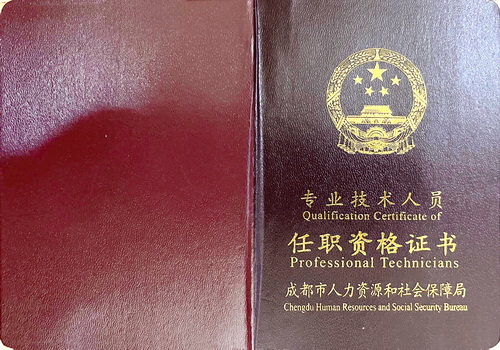 专业技术人员
Qualification Certificate of
任职资格证书
Professional Technicians
成都市人力资源和社会保障局
Chengdu Human Resources and Social Security Bureau